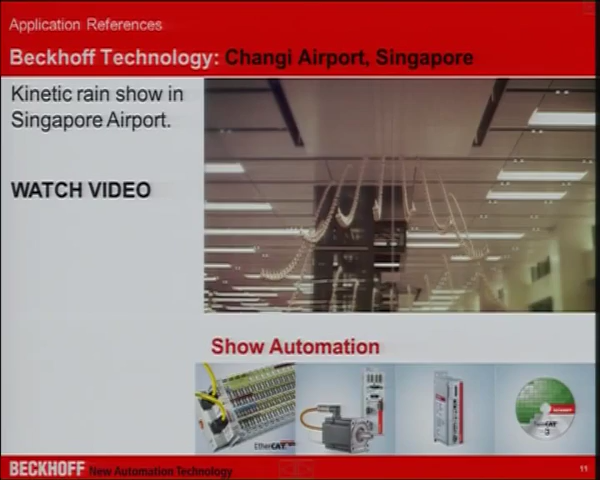 Application References
Beckhoff Technology: Changi Airport, Singapore
Kinetic rain show in
Singapore Airport.
WATCH VIDEO
Show Automation
EtherCAT
BECKHOFF New Automation Technology
11